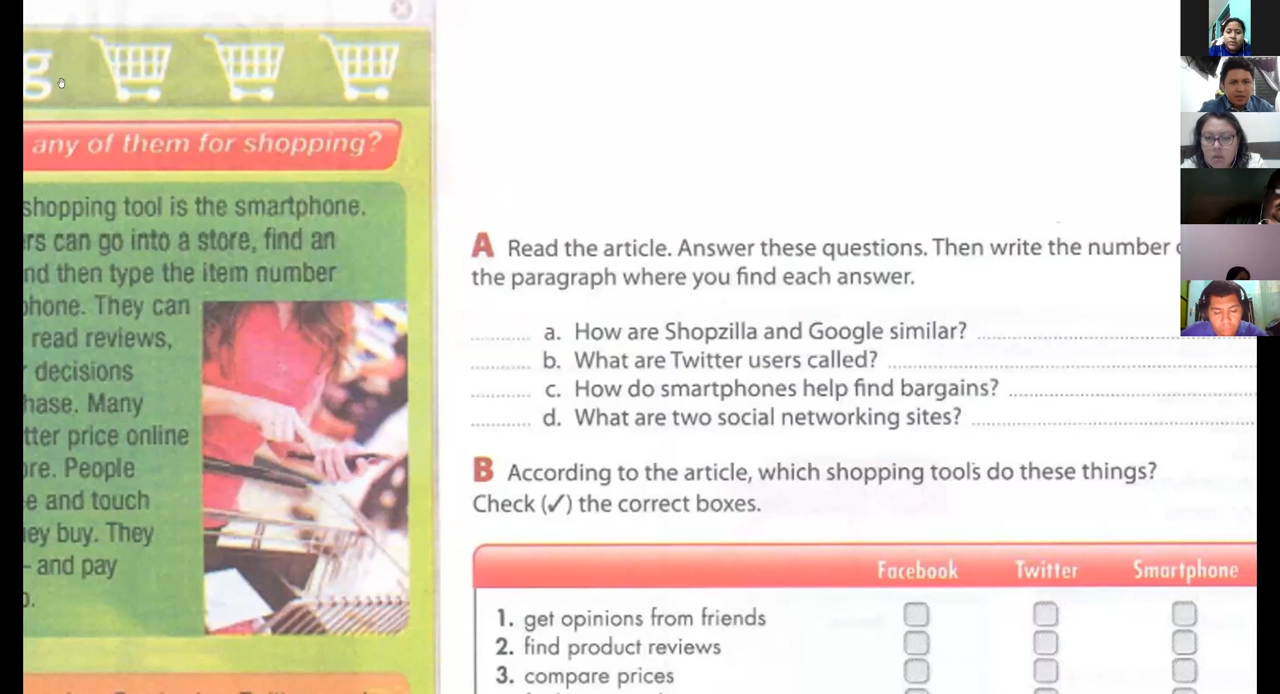 g
any of them for shopping?
shopping tool is the smartphone.
rs can go into a store, find an
nd then type the item number
phone. They can
read reviews,
decisions
hase. Many
tter price online
ore. People
e and touch
ey buy. They
– and pay
A Read the article. Answer these questions. Then write the number
the paragraph where you find each answer.
a. How are Shopzilla and Google similar?
b. What are Twitter users called?
c. How do smartphones help find bargains?
d. What are two social networking sites?
B According to the article, which shopping tools do these things?
Check (✓) the correct boxes.
Facebook Twitter Smartphone
1. get opinions from friends
2. find product reviews
3. compare prices